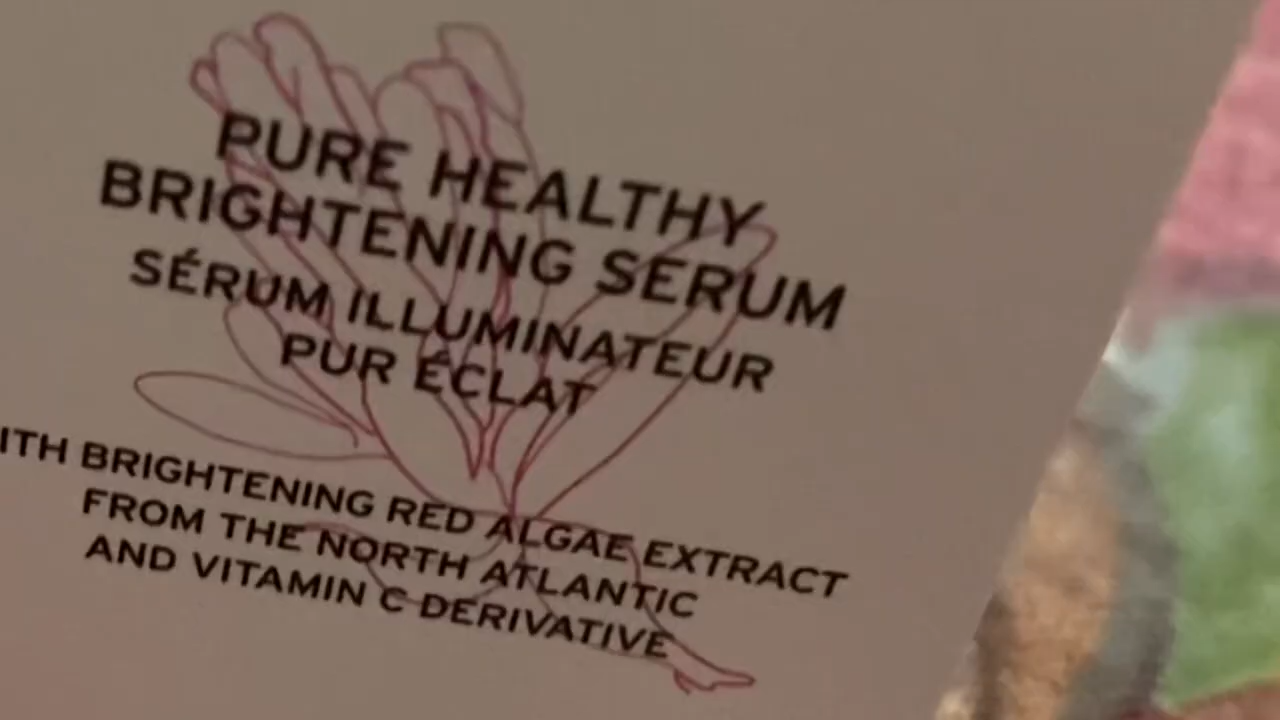 PURE HEALTHY
BRIGHTENING SERUM
SÉRUM ILLUMINATEUR
PUR ÉCLAT
BRIGHTENING RED ALGAE EXTRACT
FROM THE NORTH ATLANTIC
AND VITAMIN C DERIVATIVE